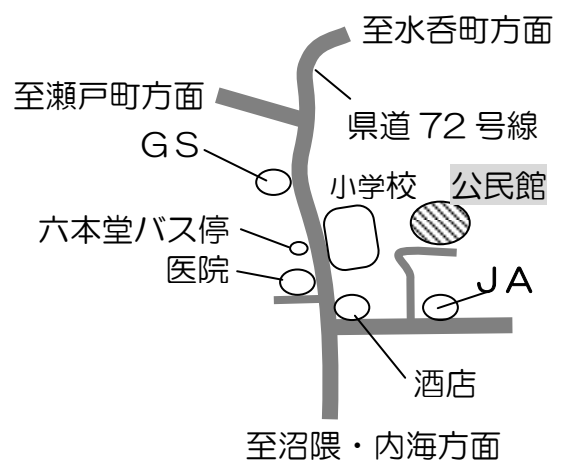 至水呑町方面
至瀬戸町方面
県道72号線
GS
小学校
公民館
六本堂バス停
医院
JA
酒店
至沼隈・内海方面